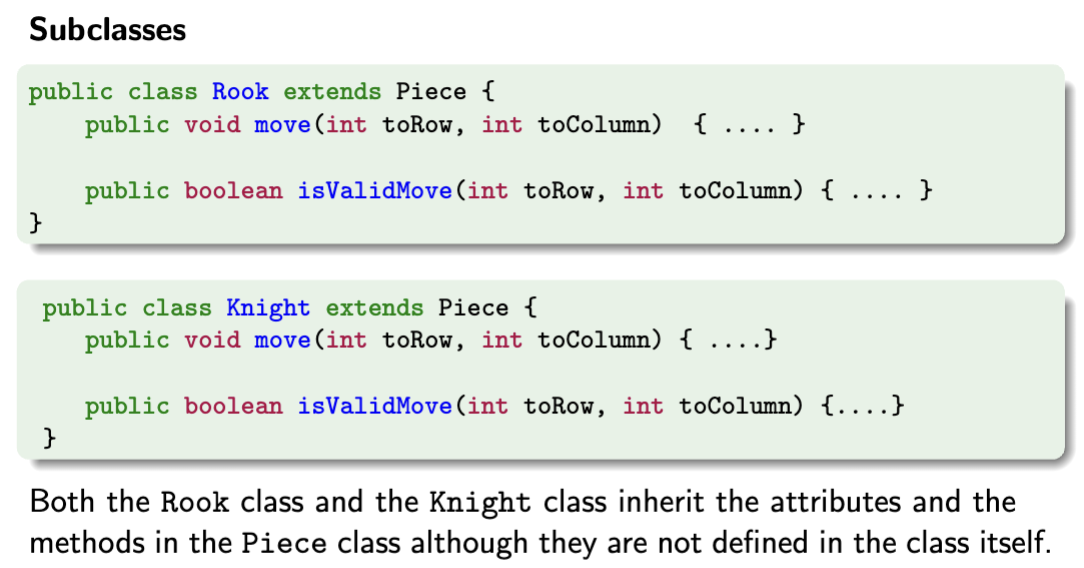 Subclasses
public class Rook extends Piece {
    public void move(int toRow, int toColumn)  { .... }
    public boolean isValidMove(int toRow, int toColumn) { .... }
}
public class Knight extends Piece {
    public void move(int toRow, int toColumn) { ....}
    public boolean isValidMove(int toRow, int toColumn) {....}
}
Both the Rook class and the Knight class inherit the attributes and the
methods in the Piece class although they are not defined in the class itself.